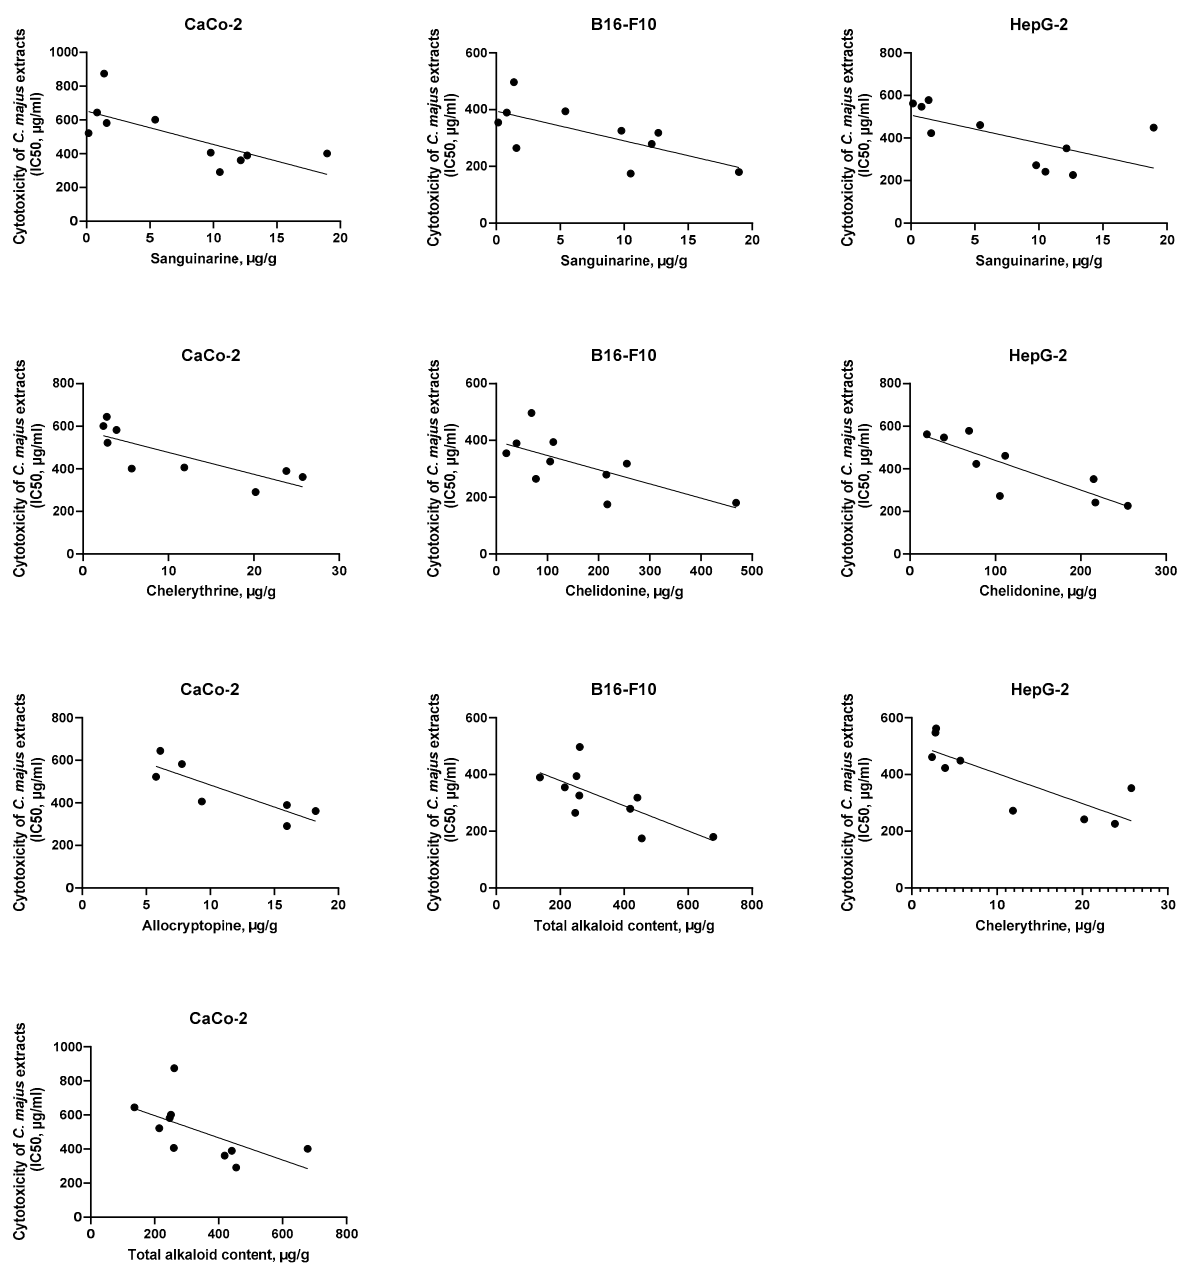 CaCo-2
Cytotoxicity of C. majus extracts
(IC50, µg/ml)
1000
800
600
400
200
0
0 5 10 15 20
Sanguinarine, µg/g
B16-F10
Cytotoxicity of C. majus extracts
(IC50, µg/ml)
600
400
200
0
0 5 10 15 20
Sanguinarine, µg/g
HepG-2
Cytotoxicity of C. majus extracts
(IC50, µg/ml)
800
600
400
200
0
0 5 10 15 20
Sanguinarine, µg/g
CaCo-2
Cytotoxicity of C. majus extracts
(IC50, µg/ml)
800
600
400
200
0
0 10 20 30
Chelerythrine, µg/g
B16-F10
Cytotoxicity of C. majus extracts
(IC50, µg/ml)
600
400
200
0
0 100 200 300 400 500
Chelidonine, µg/g
HepG-2
Cytotoxicity of C. majus extracts
(IC50, µg/ml)
800
600
400
200
0
0 100 200 300
Chelidonine, µg/g
CaCo-2
Cytotoxicity of C. majus extracts
(IC50, µg/ml)
800
600
400
200
0
0 5 10 15 20
Allocryptopine, µg/g
B16-F10
Cytotoxicity of C. majus extracts
(IC50, µg/ml)
600
400
200
0
0 200 400 600 800
Total alkaloid content, µg/g
HepG-2
Cytotoxicity of C. majus extracts
(IC50, µg/ml)
600
400
200
0
0 10 20 30
Chelerythrine, µg/g
CaCo-2
Cytotoxicity of C. majus extracts
(IC50, µg/ml)
1000
800
600
400
200
0
0 200 400 600 800
Total alkaloid content, µg/g